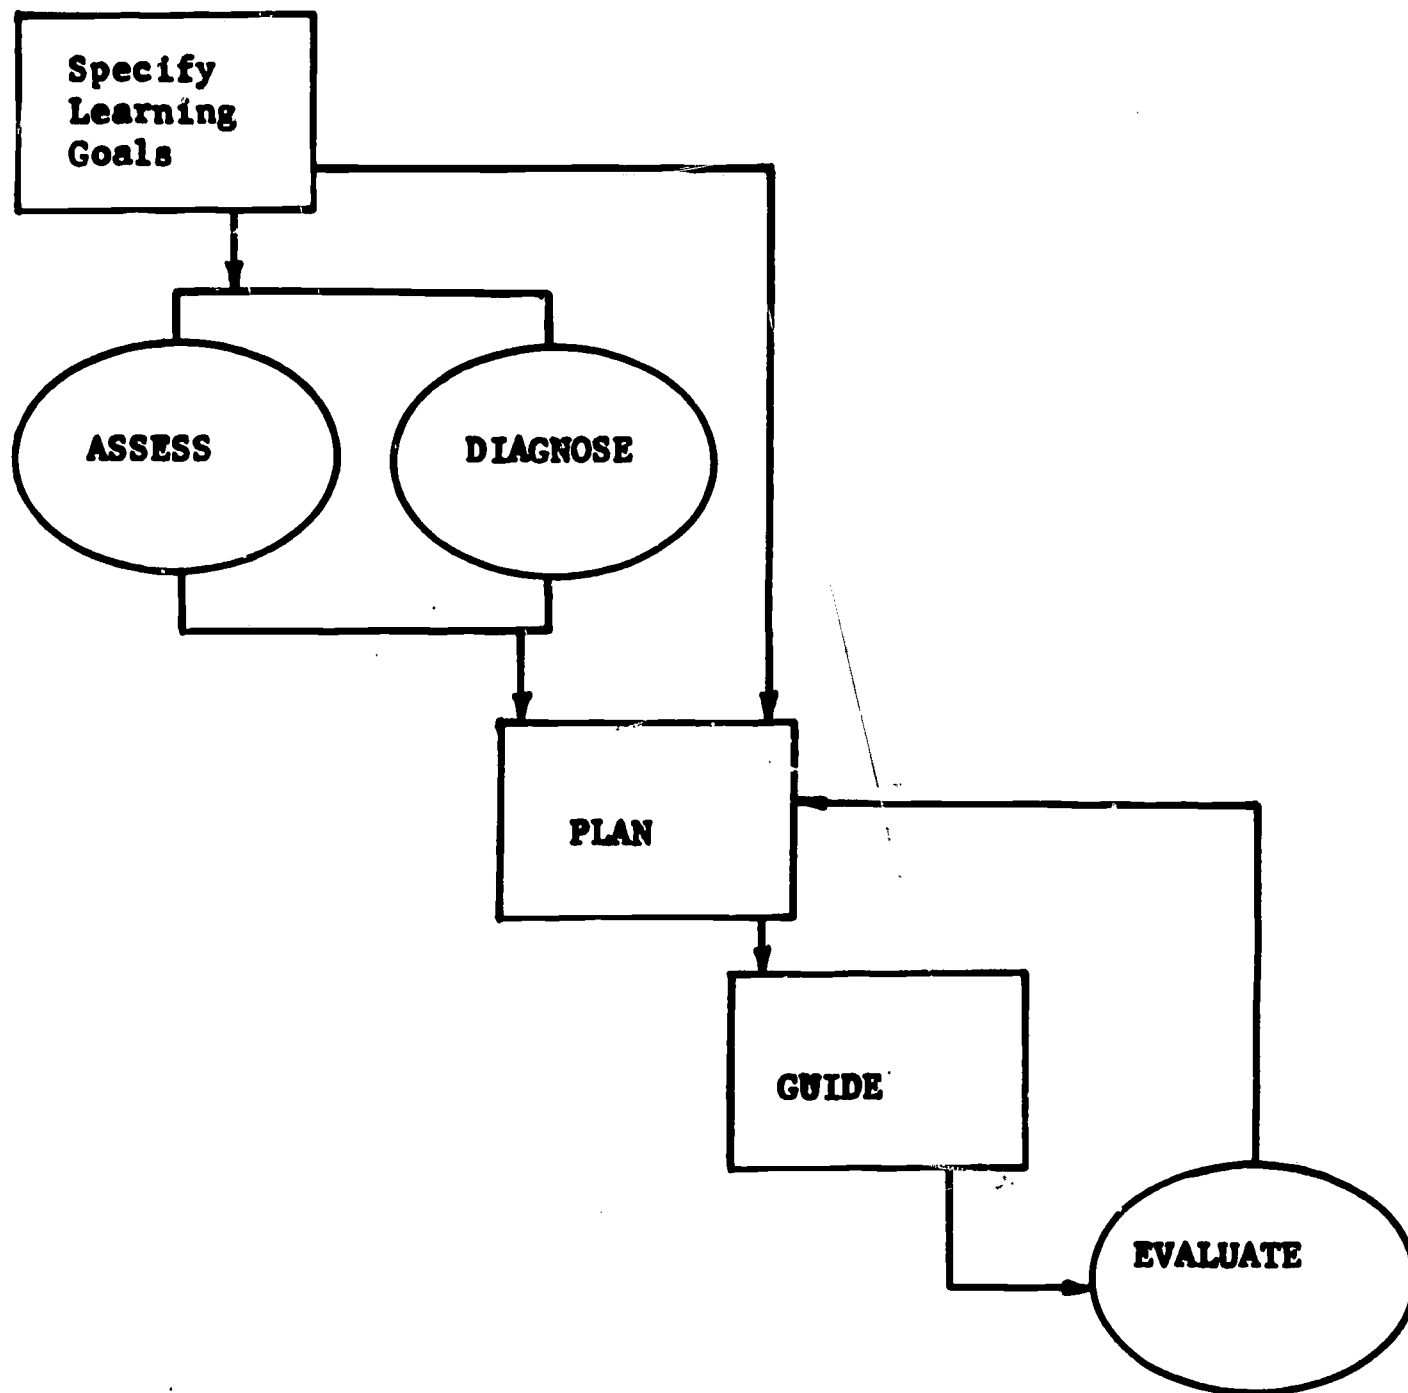 Specify
Learning
Goals
ASSESS
DIAGNOSE
PLAN
GUIDE
EVALUATE